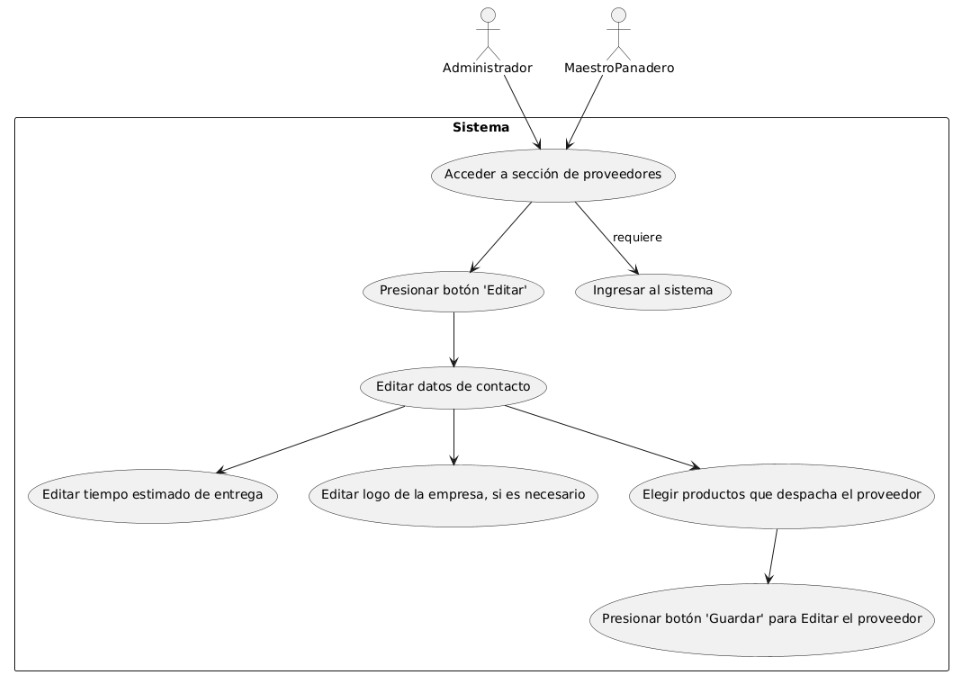 Administrador
MaestroPanadero
Sistema
Acceder a sección de proveedores
requiere
Presionar botón 'Editar'
Ingresar al sistema
Editar datos de contacto
Editar tiempo estimado de entrega
Editar logo de la empresa, si es necesario
Elegir productos que despacha el proveedor
Presionar botón 'Guardar' para Editar el proveedor